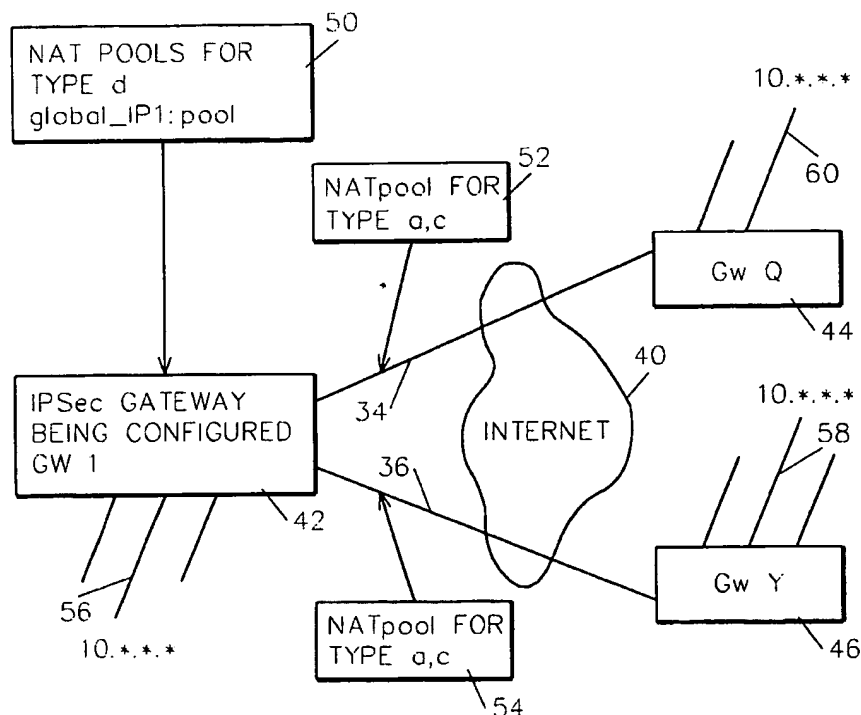 50
NAT POOLS FOR
TYPE d
global_IP1:pool
10.*.*.*
52
NATpool FOR
TYPE a,c
60
Gw Q
44
40
34
IPSec GATEWAY
BEING CONFIGURED
GW 1
INTERNET
10.*.*.*
58
36
42
56
10.*.*.*
Gw Y
46
NATpool FOR
TYPE a,c
54